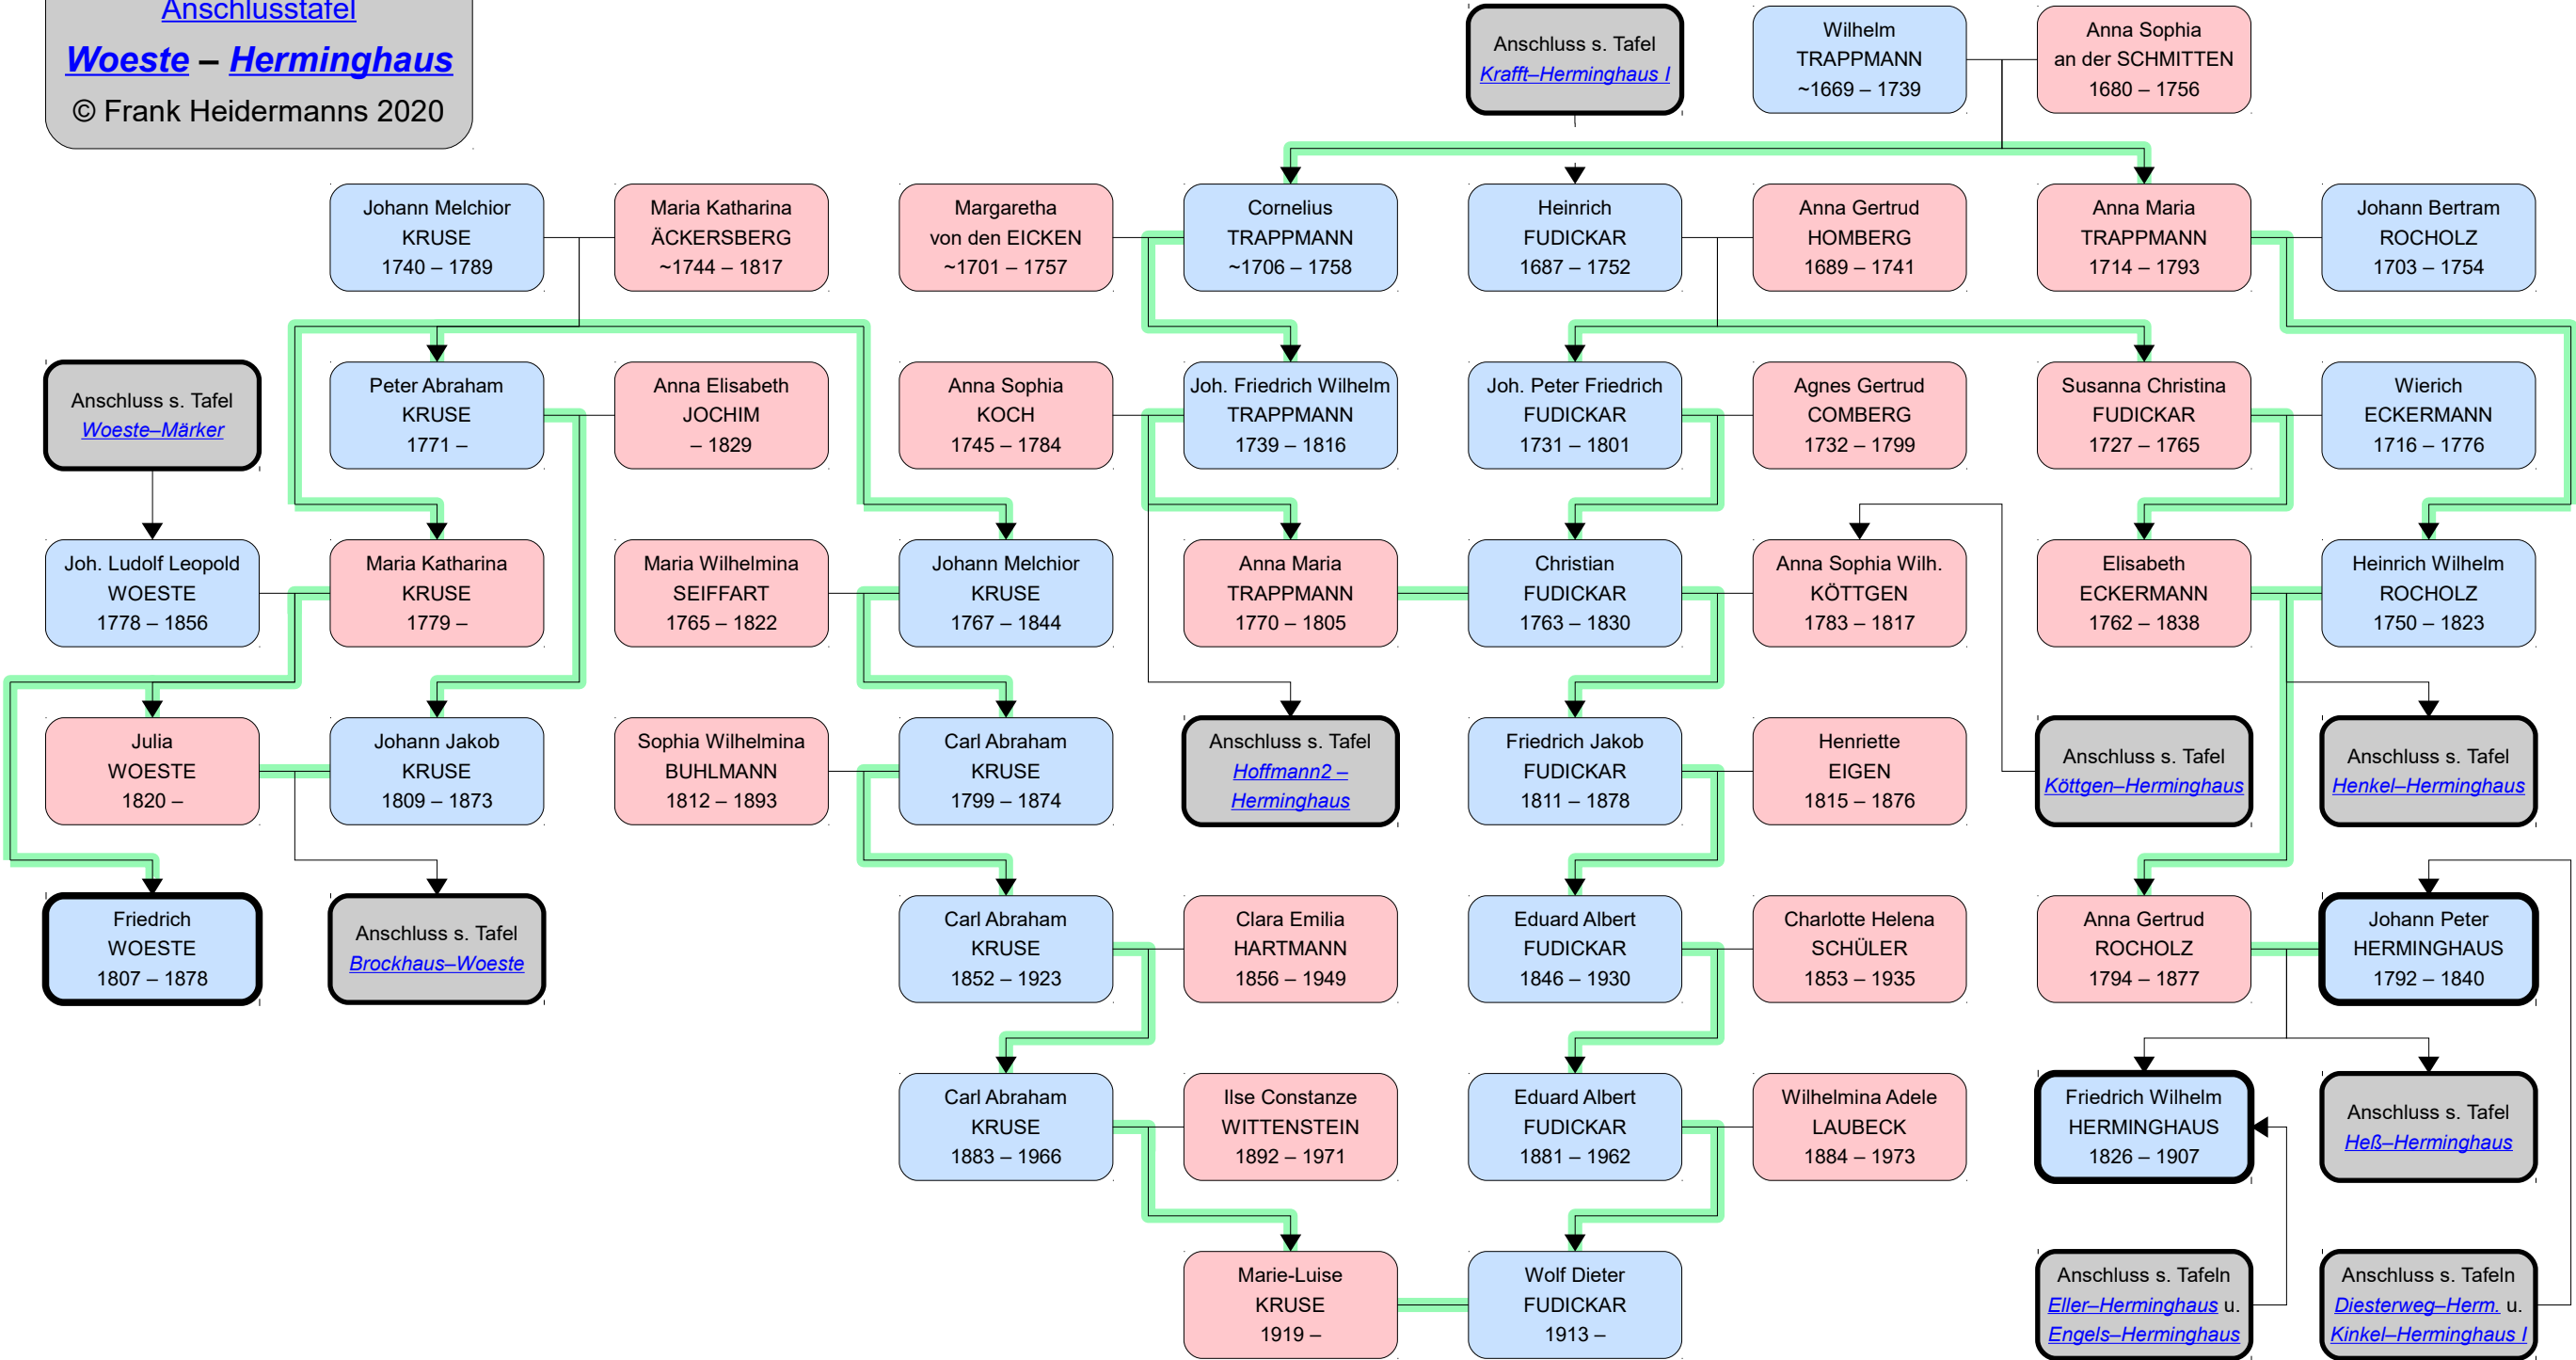 Anschlusstafel
Woeste – Herminghaus
© Frank Heidermanns 2020
Anschluss s. Tafel
Krafft–Herminghaus I
Wilhelm
TRAPPMANN
~1669 – 1739
Anna Sophia
an der SCHMITTEN
1680 – 1756
Johann Melchior
KRUSE
1740 – 1789
Maria Katharina
ÄCKERSBERG
~1744 – 1817
Margaretha
von den EICKEN
~1701 – 1757
Cornelius
TRAPPMANN
~1706 – 1758
Heinrich
FUDICKAR
1687 – 1752
Anna Gertrud
HOMBERG
1689 – 1741
Anna Maria
TRAPPMANN
1714 – 1793
Johann Bertram
ROCHOLZ
1703 – 1754
Anschluss s. Tafel
Woeste–Märker
Peter Abraham
KRUSE
1771 –
Anna Elisabeth
JOCHIM
– 1829
Anna Sophia
KOCH
1745 – 1784
Joh. Friedrich Wilhelm
TRAPPMANN
1739 – 1816
Joh. Peter Friedrich
FUDICKAR
1731 – 1801
Agnes Gertrud
COMBERG
1732 – 1799
Susanna Christina
FUDICKAR
1727 – 1765
Wierich
ECKERMANN
1716 – 1776
Joh. Ludolf Leopold
WOESTE
1778 – 1856
Maria Katharina
KRUSE
1779 –
Maria Wilhelmina
SEIFFART
1765 – 1822
Johann Melchior
KRUSE
1767 – 1844
Anna Maria
TRAPPMANN
1770 – 1805
Christian
FUDICKAR
1763 – 1830
Anna Sophia Wilh.
KÖTTGEN
1783 – 1817
Elisabeth
ECKERMANN
1762 – 1838
Heinrich Wilhelm
ROCHOLZ
1750 – 1823
Julia
WOESTE
1820 –
Johann Jakob
KRUSE
1809 – 1873
Sophia Wilhelmina
BUHLMANN
1812 – 1893
Carl Abraham
KRUSE
1799 – 1874
Anschluss s. Tafel
Hoffmann2 –
Herminghaus
Friedrich Jakob
FUDICKAR
1811 – 1878
Henriette
EIGEN
1815 – 1876
Anschluss s. Tafel
Köttgen–Herminghaus
Anschluss s. Tafel
Henkel–Herminghaus
Friedrich
WOESTE
1807 – 1878
Anschluss s. Tafel
Brockhaus–Woeste
Carl Abraham
KRUSE
1852 – 1923
Clara Emilia
HARTMANN
1856 – 1949
Eduard Albert
FUDICKAR
1846 – 1930
Charlotte Helena
SCHÜLER
1853 – 1935
Anna Gertrud
ROCHOLZ
1794 – 1877
Johann Peter
HERMINGHAUS
1792 – 1840
Carl Abraham
KRUSE
1883 – 1966
Ilse Constanze
WITTENSTEIN
1892 – 1971
Eduard Albert
FUDICKAR
1881 – 1962
Wilhelmina Adele
LAUBECK
1884 – 1973
Friedrich Wilhelm
HERMINGHAUS
1826 – 1907
Anschluss s. Tafel
Heß–Herminghaus
Marie-Luise
KRUSE
1919 –
Wolf Dieter
FUDICKAR
1913 –
Anschluss s. Tafeln
Eller–Herminghaus u.
Engels–Herminghaus
Anschluss s. Tafeln
Diesterweg–Herm. u.
Kinkel–Herminghaus I